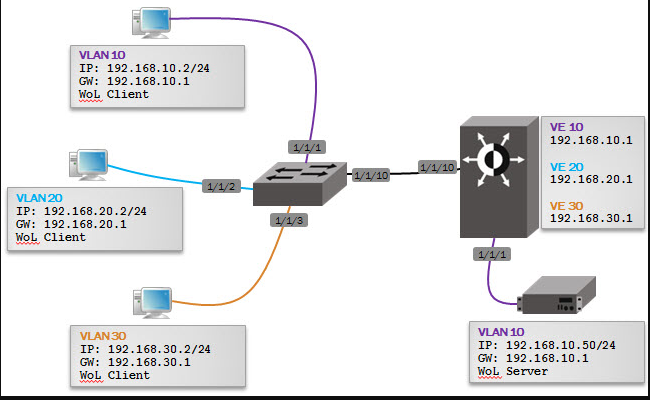 VLAN 10
IP: 192.168.10.2/24
GW: 192.168.10.1
WoL Client
1/1/1
VE 10
192.168.10.1
VE 20
192.168.20.1
VE 30
192.168.30.1
1/1/10
1/1/10
1/1/2
VLAN 20
IP: 192.168.20.2/24
GW: 192.168.20.1
WoL Client
1/1/3
1/1/1
VLAN 30
IP: 192.168.30.2/24
GW: 192.168.30.1
WoL Client
VLAN 10
IP: 192.168.10.50/24
GW: 192.168.10.1
WoL Server